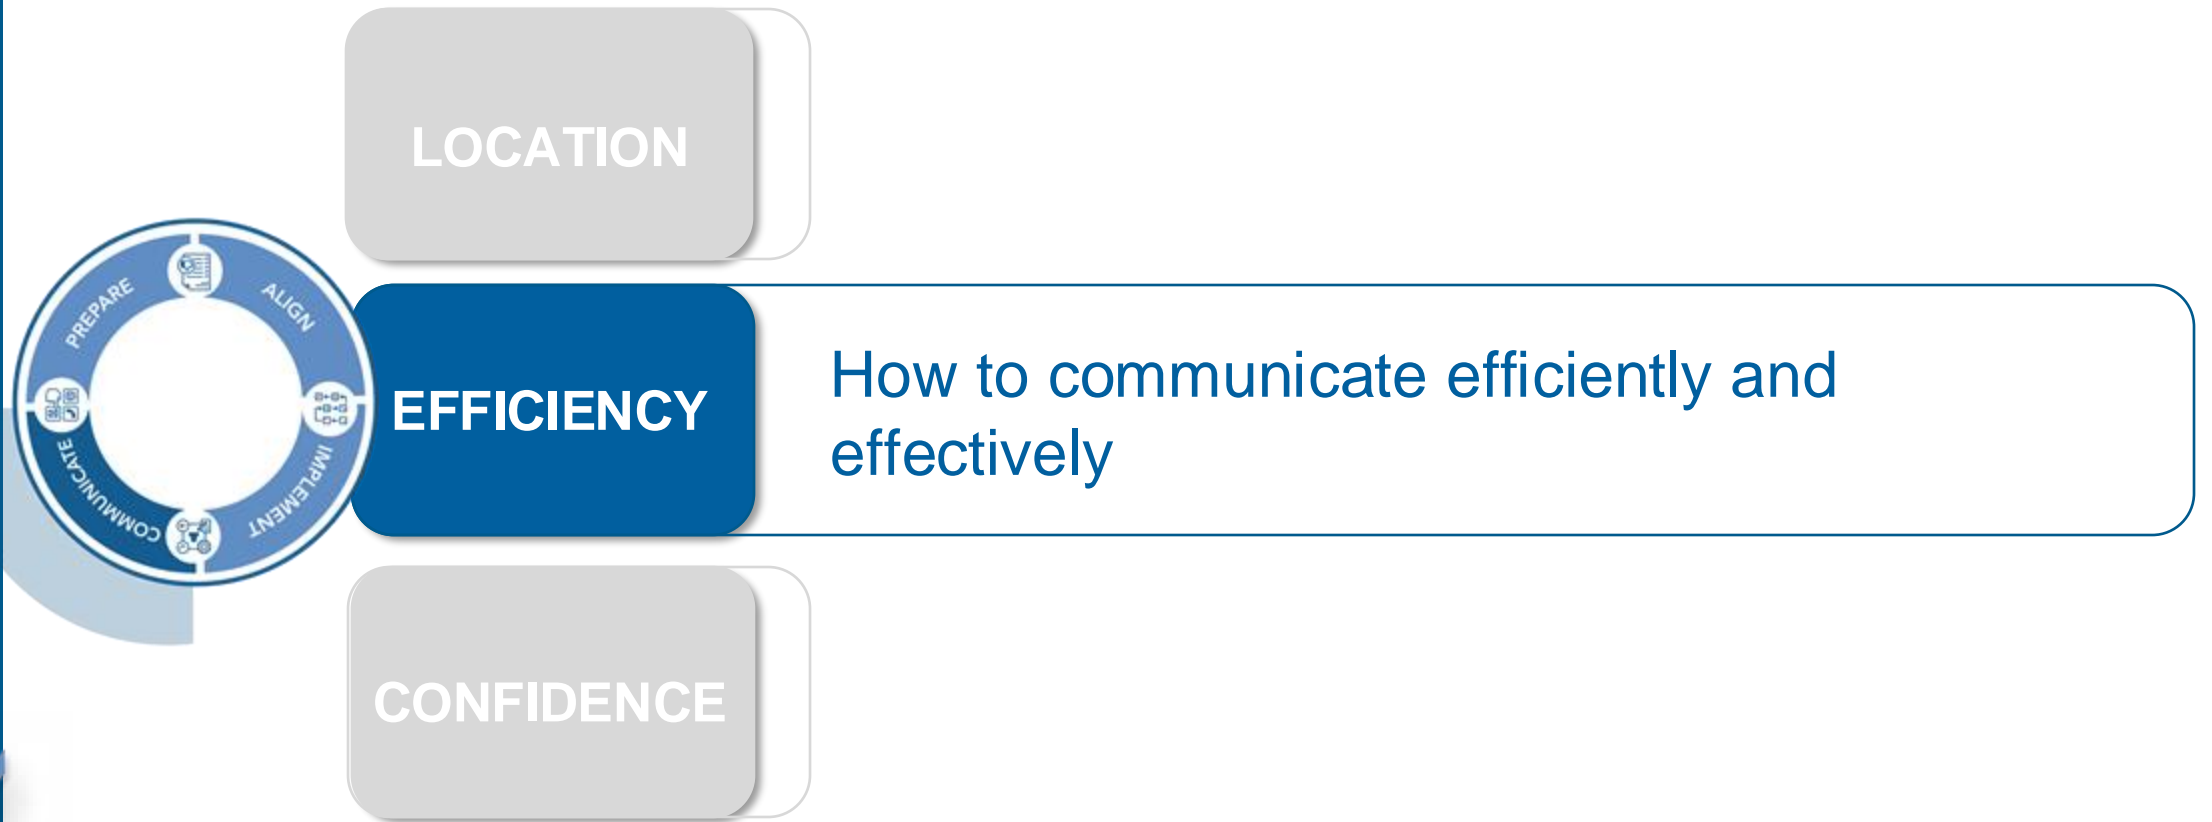 LOCATION
PREPARE
ALIGN
EFFICIENCY
How to communicate efficiently and
effectively
COMMUNICATE
IMPLEMENT
CONFIDENCE